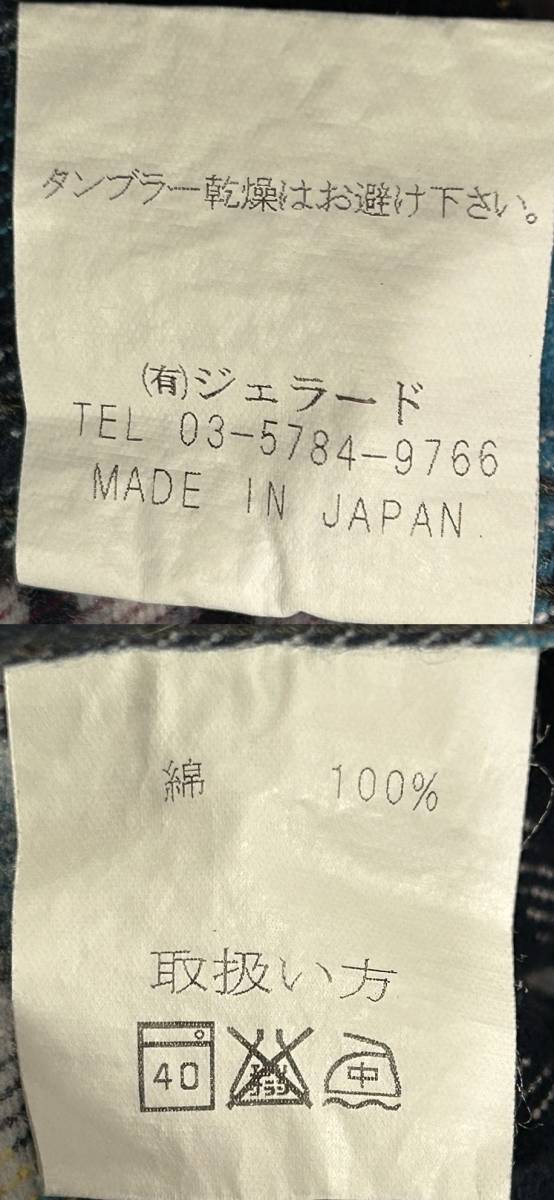 タンブラー乾燥はお避け下さい。
(有)ジェラード
TEL 03-5784-9766
MADE IN JAPAN
綿 100%
取扱い方
40 中